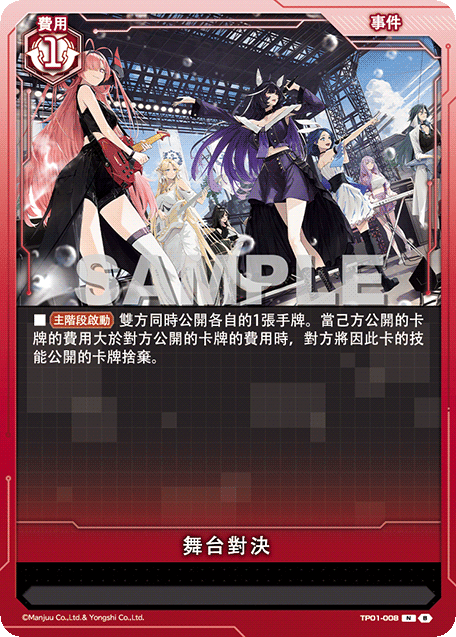 費用
1
事件
SAMPLE
■ 主階段啟動 雙方同時公開各自的1張手牌。當己方公開的卡
牌的費用大於對方公開的卡牌的費用時，對方將因此卡的技
能公開的卡牌捨棄。
舞台對決
©Manjuu Co.,Ltd.& Yongshi Co.,Ltd.
TP01-008 N B